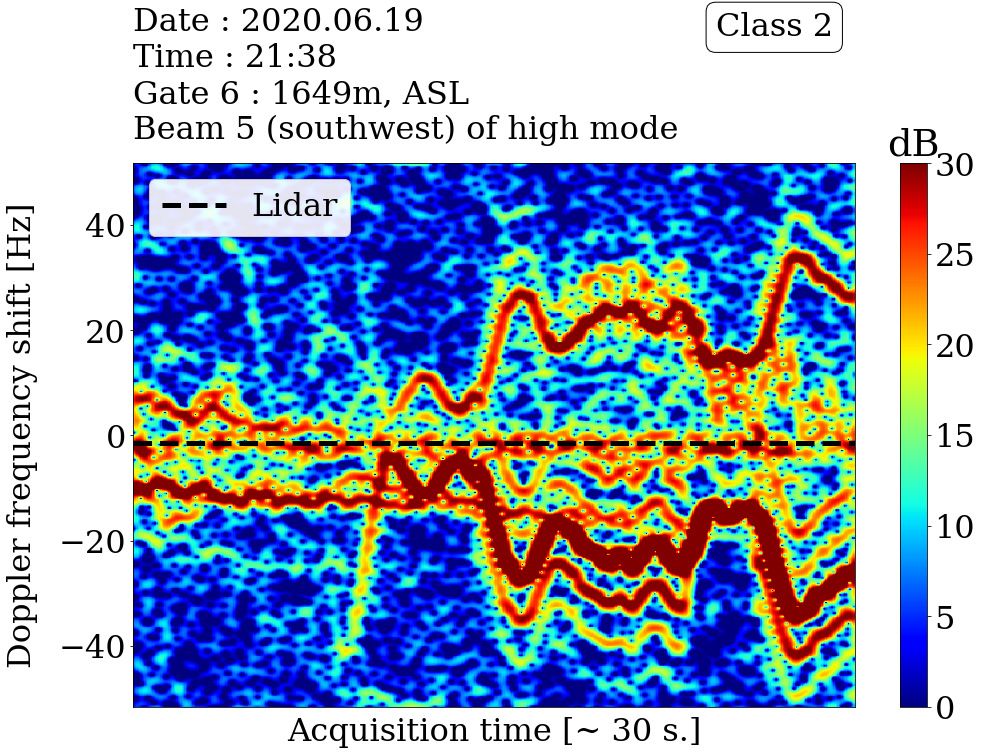 Date : 2020.06.19
Time : 21:38
Gate 6 : 1649m, ASL
Beam 5 (southwest) of high mode
Class 2
dB
Lidar
Doppler frequency shift [Hz]
40
20
0
−20
−40
Acquisition time [~ 30 s.]
30
25
20
15
10
5
0